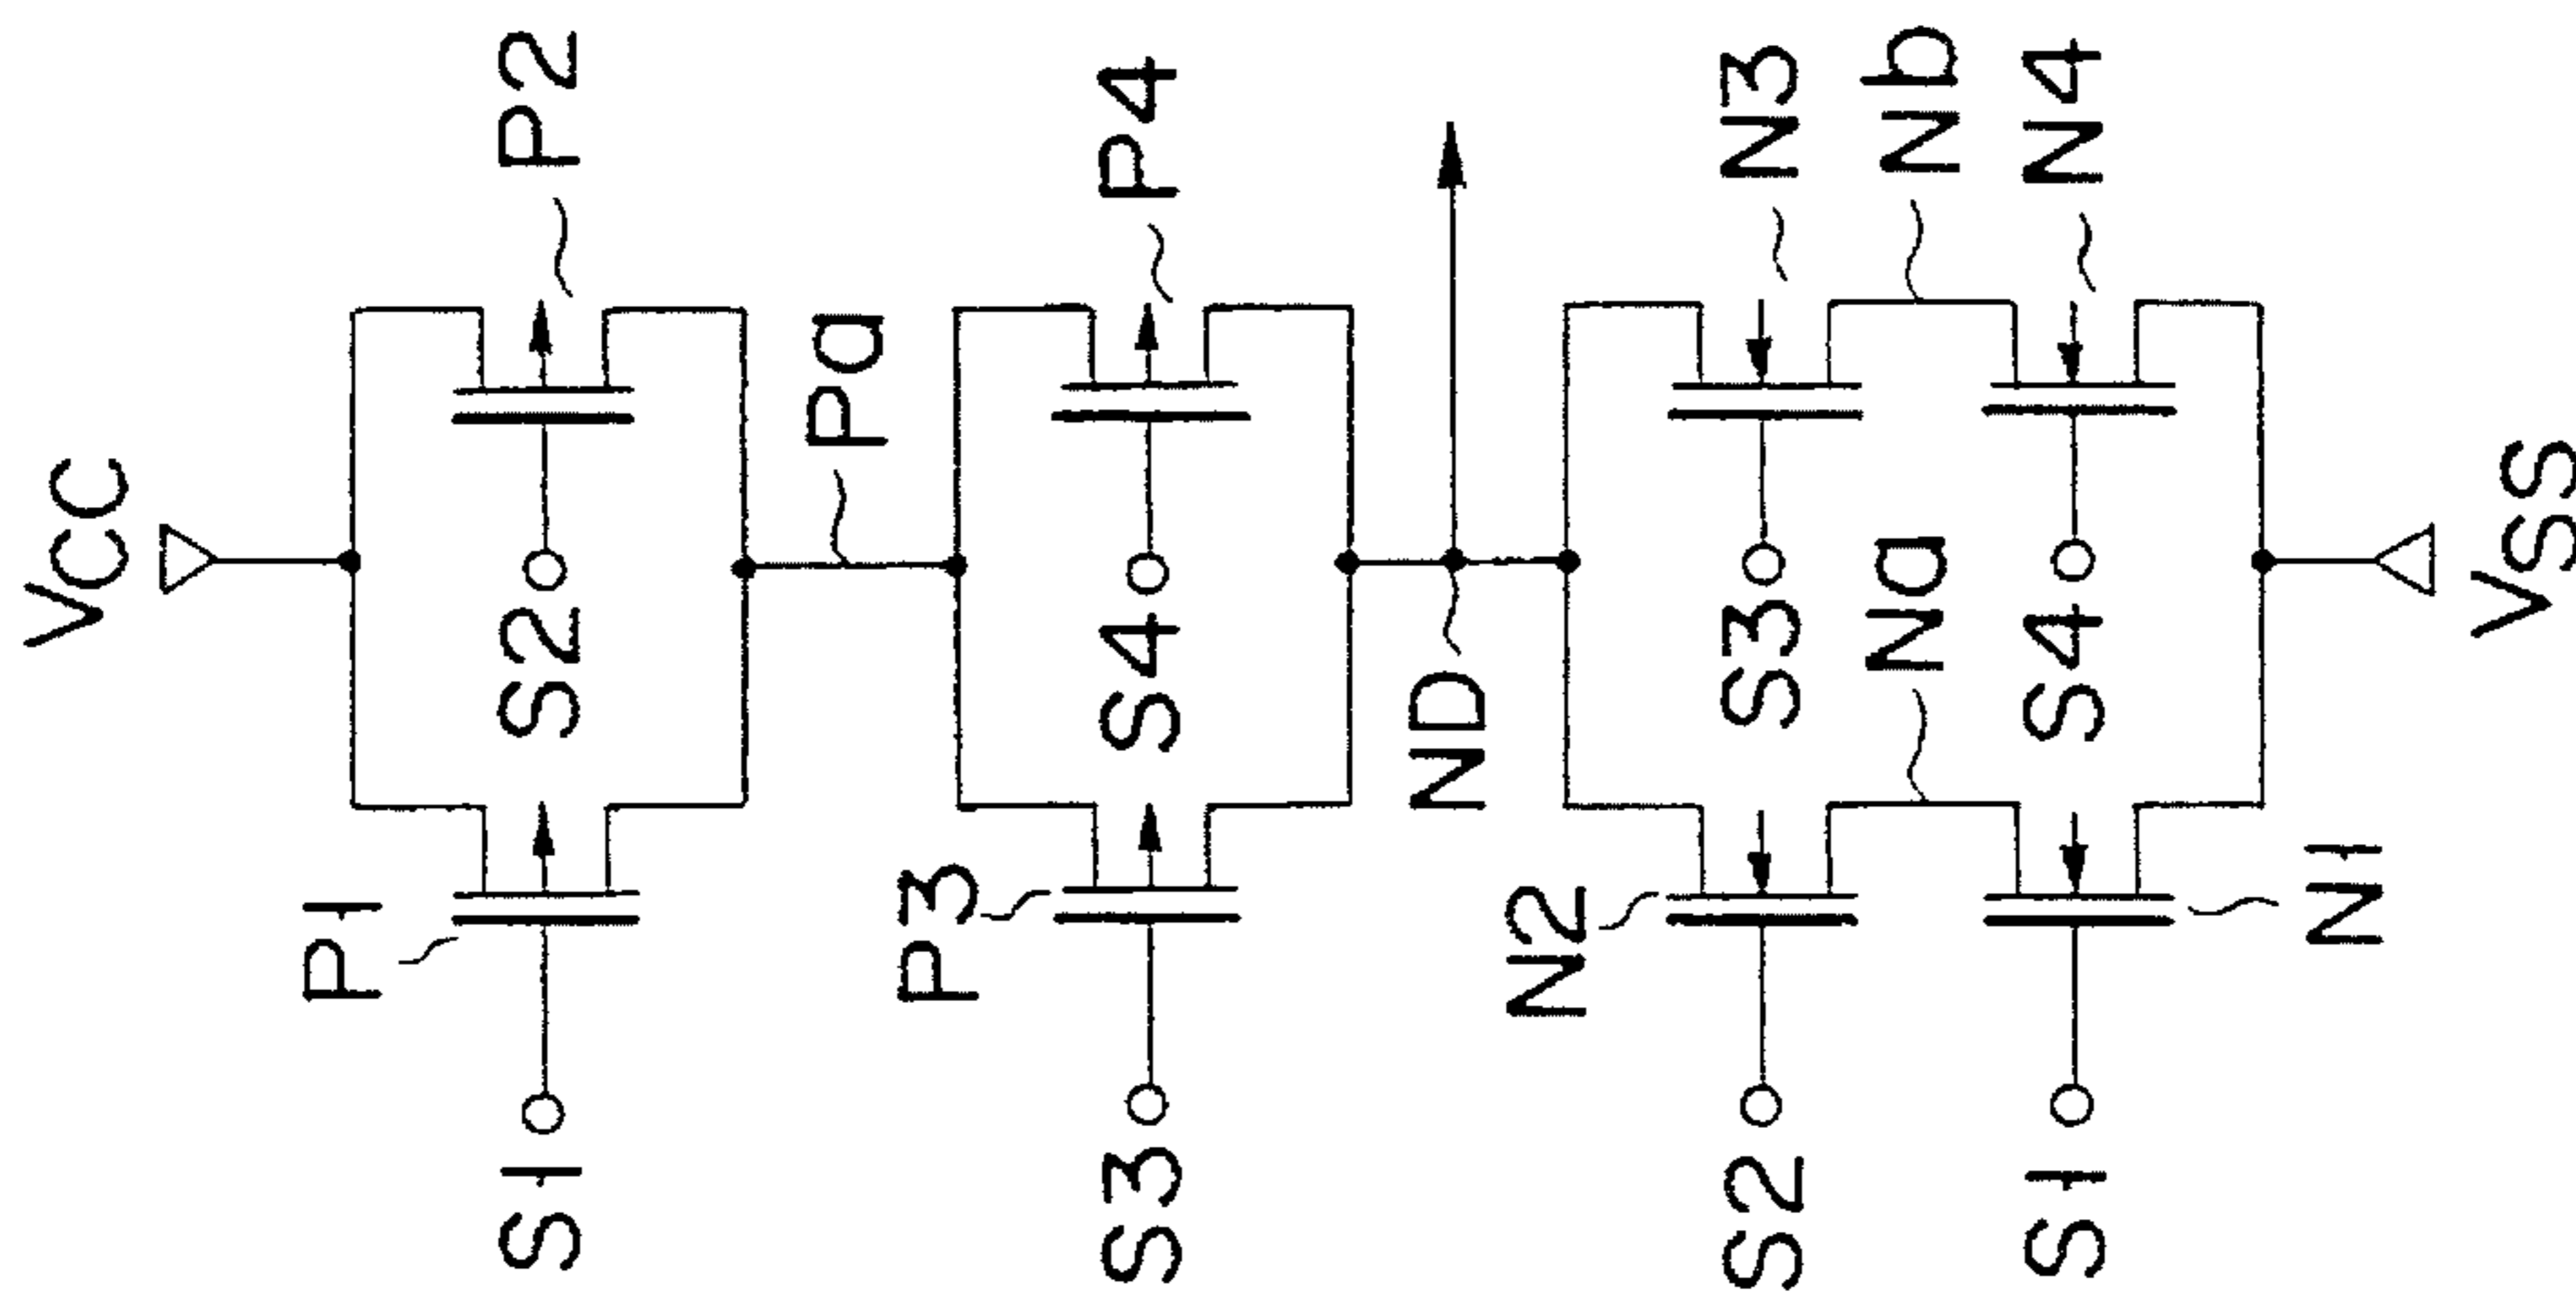 VCC
P1
S1 S2 P2
Pa
P3
S3 S4 P4
ND
N2
S2 S3 N3
Na Nb
S1 S4 N4
N1
VSS